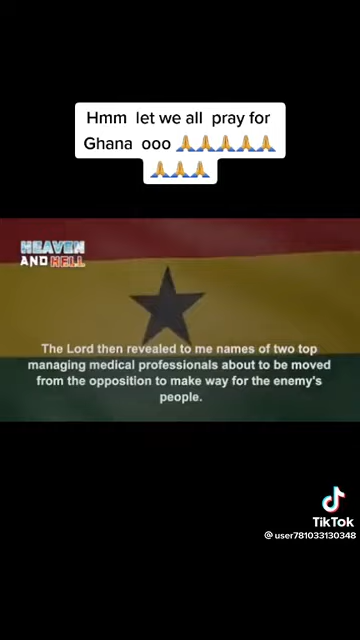 Hmm let we all pray for
Ghana ooo 🙏🙏🙏🙏🙏
🙏🙏🙏
HEAVEN
AND HELL
The Lord then revealed to me names of two top
managing medical professionals about to be moved
from the opposition to make way for the enemy's
people.
TikTok
@user781033130348